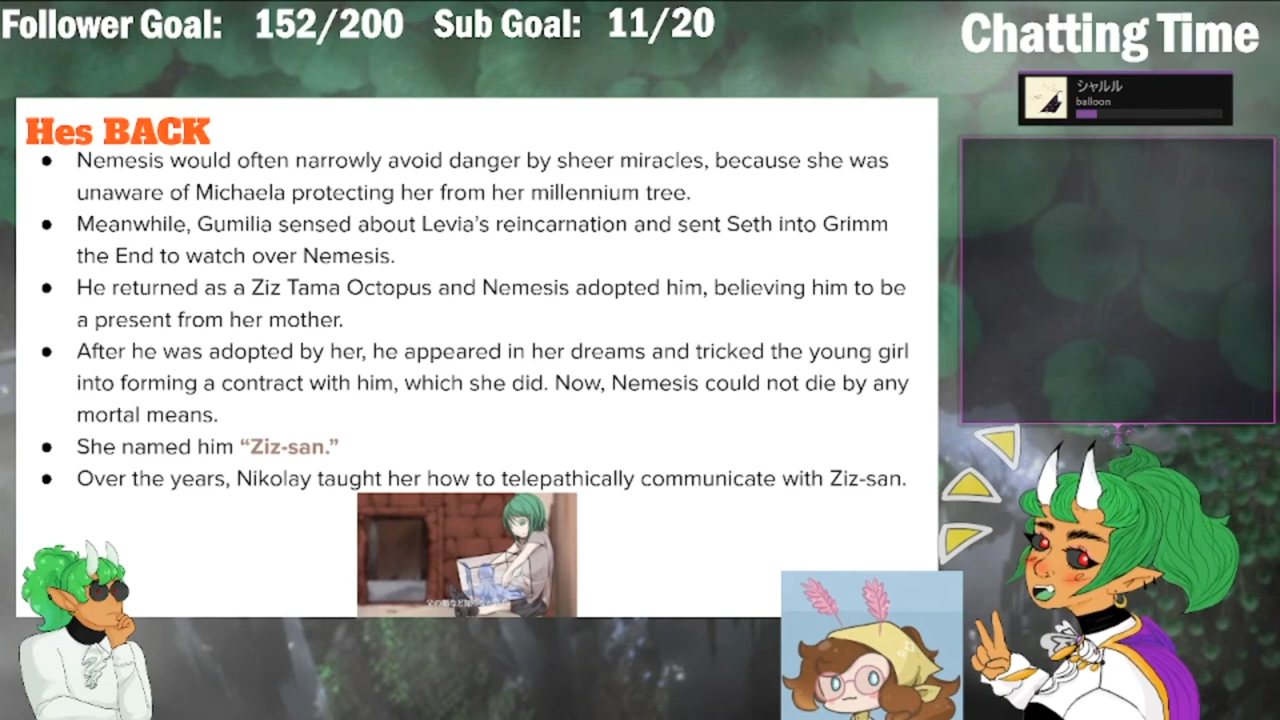 Follower Goal: 152/200 Sub Goal: 11/20
Chatting Time
シャルル
balloon
Hes BACK
● Nemesis would often narrowly avoid danger by sheer miracles, because she was
unaware of Michaela protecting her from her millennium tree.
● Meanwhile, Gumilia sensed about Levia’s reincarnation and sent Seth into Grimm
the End to watch over Nemesis.
● He returned as a Ziz Tama Octopus and Nemesis adopted him, believing him to be
a present from her mother.
● After he was adopted by her, he appeared in her dreams and tricked the young girl
into forming a contract with him, which she did. Now, Nemesis could not die by any
mortal means.
● She named him “Ziz-san.”
● Over the years, Nikolay taught her how to telepathically communicate with Ziz-san.